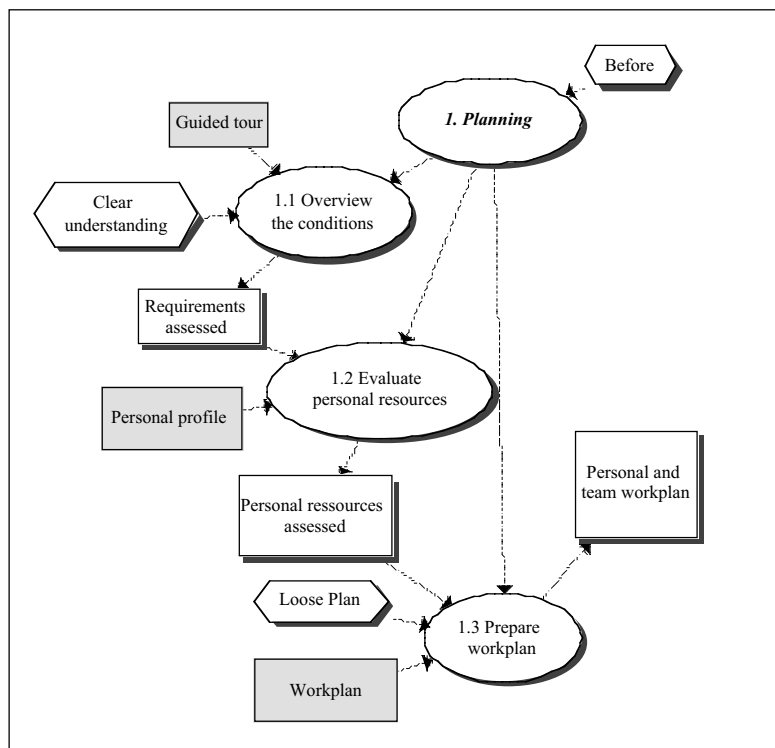 Before
1. Planning
Guided tour
Clear
understanding
1.1 Overview
the conditions
Requirements
assessed
1.2 Evaluate
personal resources
Personal profile
Personal and
team workplan
Personal ressources
assessed
Loose Plan
1.3 Prepare
workplan
Workplan